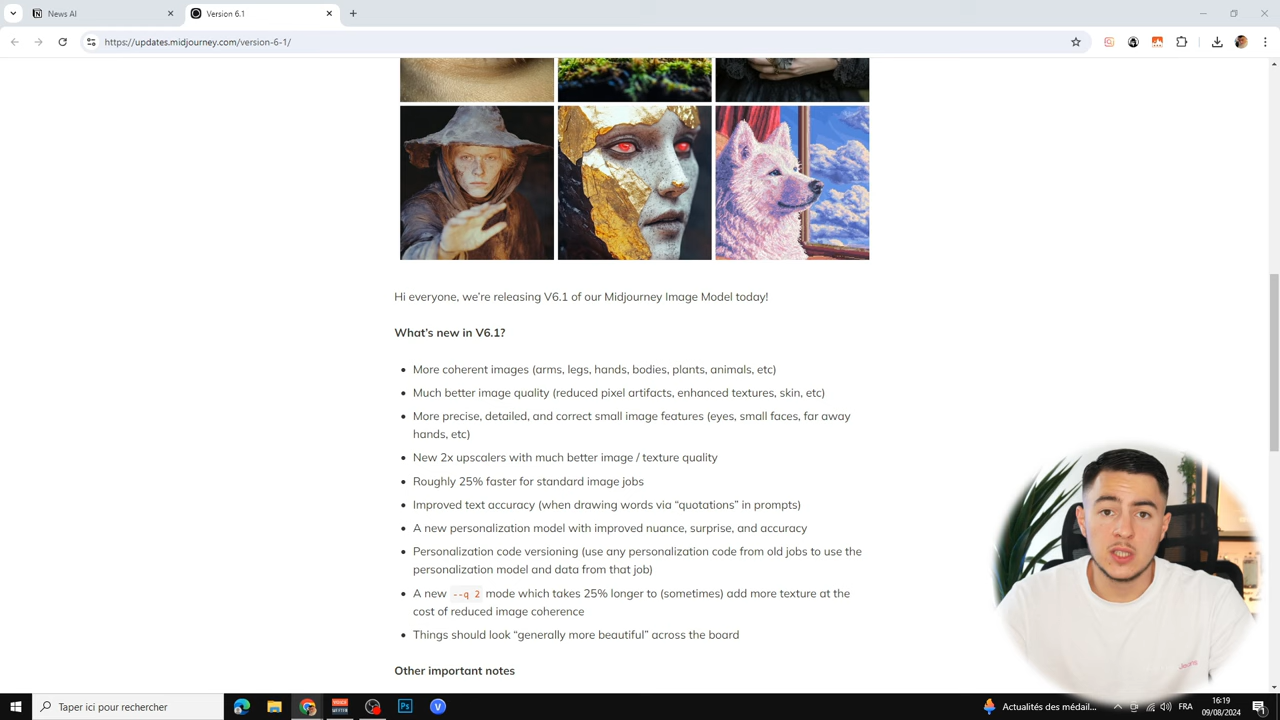 News AI
Version 6.1
https://updates.midjourney.com/version-6-1/
Hi everyone, we’re releasing V6.1 of our Midjourney Image Model today!
What’s new in V6.1?
More coherent images (arms, legs, hands, bodies, plants, animals, etc)
Much better image quality (reduced pixel artifacts, enhanced textures, skin, etc)
More precise, detailed, and correct small image features (eyes, small faces, far away
hands, etc)
New 2x upscalers with much better image / texture quality
Roughly 25% faster for standard image jobs
Improved text accuracy (when drawing words via “quotations” in prompts)
A new personalization model with improved nuance, surprise, and accuracy
Personalization code versioning (use any personalization code from old jobs to use the
personalization model and data from that job)
A new --q 2 mode which takes 25% longer to (sometimes) add more texture at the
cost of reduced image coherence
Things should look “generally more beautiful” across the board
Other important notes
Jeans
Taper ici pour rechercher
Ps
V
Actualités des médail...
FRA
16:19
09/08/2024
1